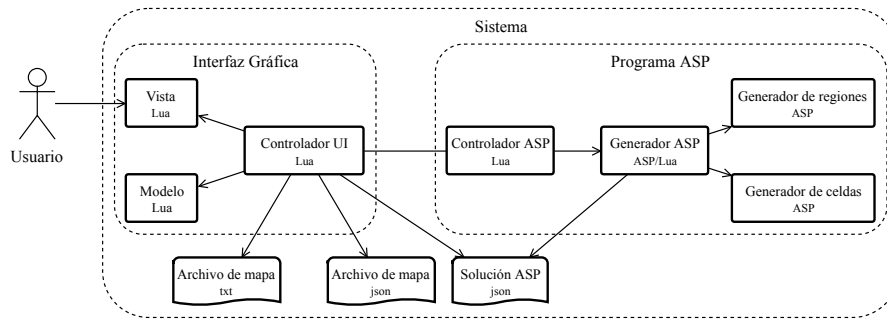 Sistema
Interfaz Gráfica
Programa ASP
Usuario
Vista
Lua
Modelo
Lua
Controlador UI
Lua
Controlador ASP
Lua
Generador ASP
ASP/Lua
Generador de regiones
ASP
Generador de celdas
ASP
Archivo de mapa
txt
Archivo de mapa
json
Solución ASP
json